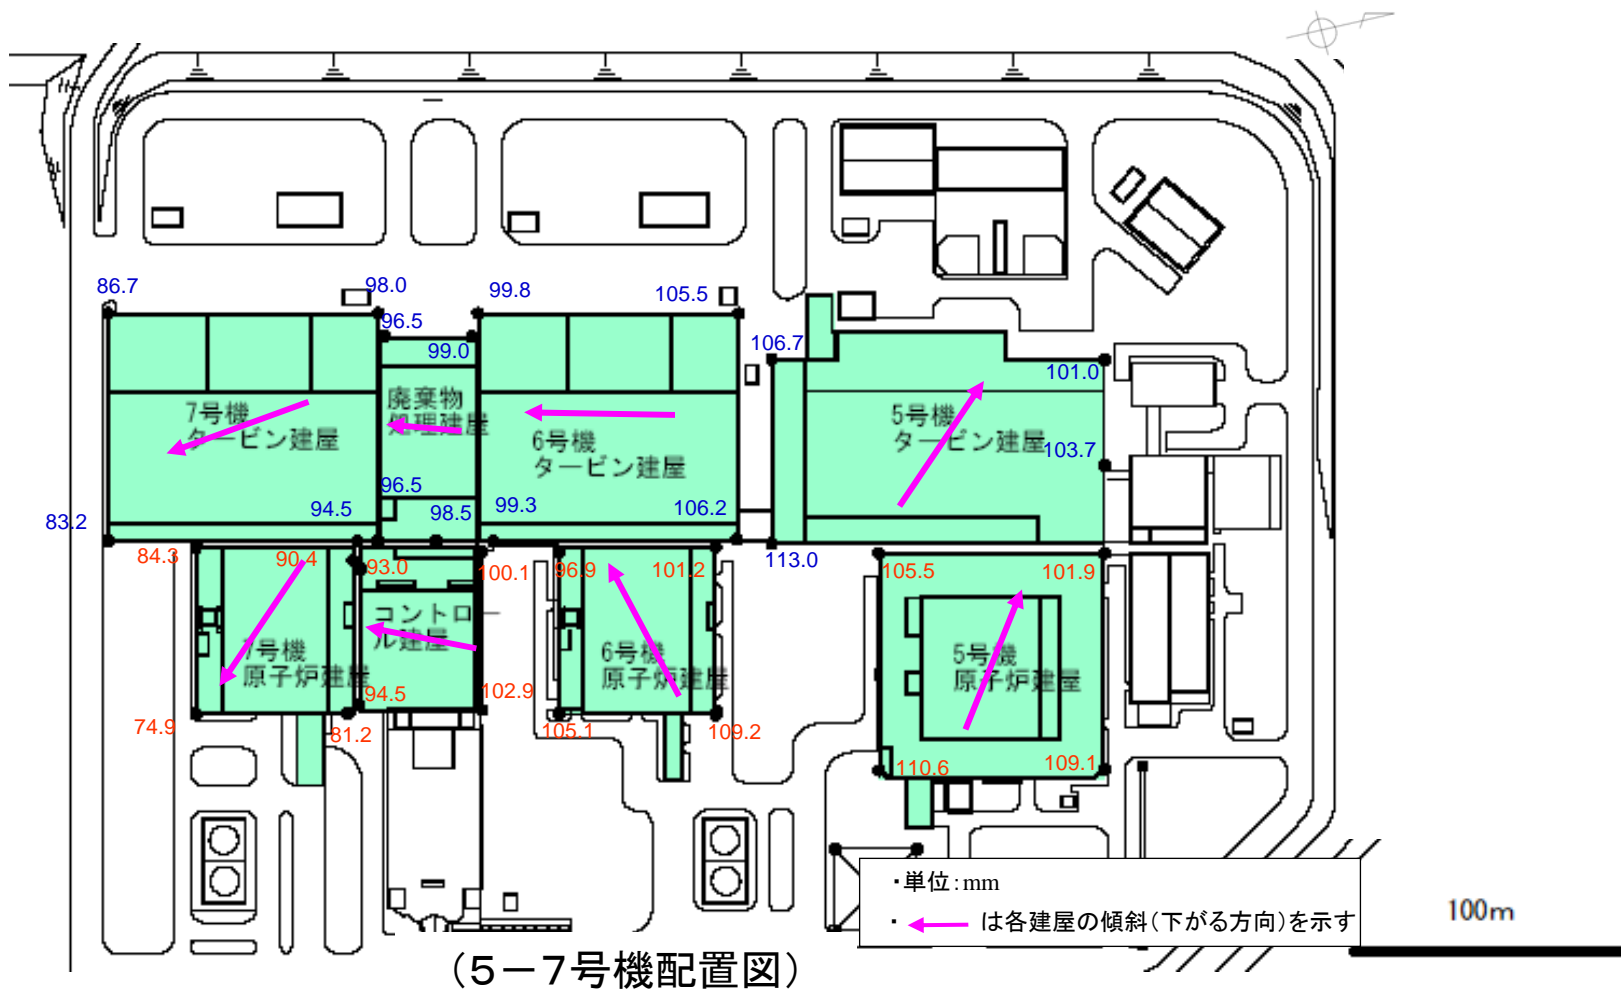 86.7
98.0
99.8
105.5
96.5
99.0
106.7
101.0
7号機
タービン建屋
廃棄物
処理建屋
6号機
タービン建屋
5号機
タービン建屋
103.7
83.2
94.5
96.5
98.5
99.3
106.2
113.0
84.3
90.4
93.0
100.1
96.9
101.2
105.5
101.9
7号機
原子炉建屋
コントロー
ル建屋
6号機
原子炉建屋
5号機
原子炉建屋
74.9
81.2
94.5
102.9
105.1
109.2
110.6
109.1
・単位:mm
・ は各建屋の傾斜(下がる方向)を示す
100m
(5－7号機配置図)